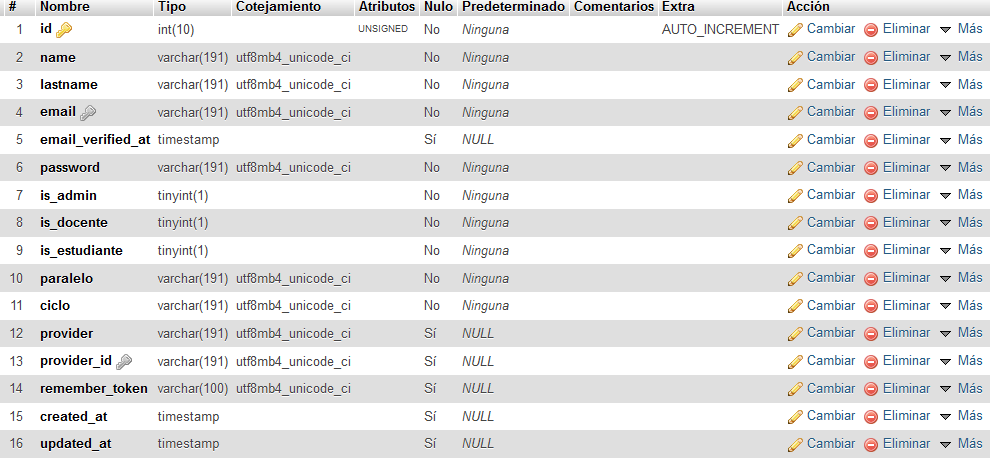 # Nombre Tipo Cotejamiento Atributos Nulo Predeterminado Comentarios Extra Acción
1 id int(10) UNSIGNED No Ninguna AUTO_INCREMENT Cambiar Eliminar Más
2 name varchar(191) utf8mb4_unicode_ci No Ninguna Cambiar Eliminar Más
3 lastname varchar(191) utf8mb4_unicode_ci No Ninguna Cambiar Eliminar Más
4 email varchar(191) utf8mb4_unicode_ci No Ninguna Cambiar Eliminar Más
5 email_verified_at timestamp Sí NULL Cambiar Eliminar Más
6 password varchar(191) utf8mb4_unicode_ci No Ninguna Cambiar Eliminar Más
7 is_admin tinyint(1) No Ninguna Cambiar Eliminar Más
8 is_docente tinyint(1) No Ninguna Cambiar Eliminar Más
9 is_estudiante tinyint(1) No Ninguna Cambiar Eliminar Más
10 paralelo varchar(191) utf8mb4_unicode_ci No Ninguna Cambiar Eliminar Más
11 ciclo varchar(191) utf8mb4_unicode_ci No Ninguna Cambiar Eliminar Más
12 provider varchar(191) utf8mb4_unicode_ci Sí NULL Cambiar Eliminar Más
13 provider_id varchar(191) utf8mb4_unicode_ci Sí NULL Cambiar Eliminar Más
14 remember_token varchar(100) utf8mb4_unicode_ci Sí NULL Cambiar Eliminar Más
15 created_at timestamp Sí NULL Cambiar Eliminar Más
16 updated_at timestamp Sí NULL Cambiar Eliminar Más